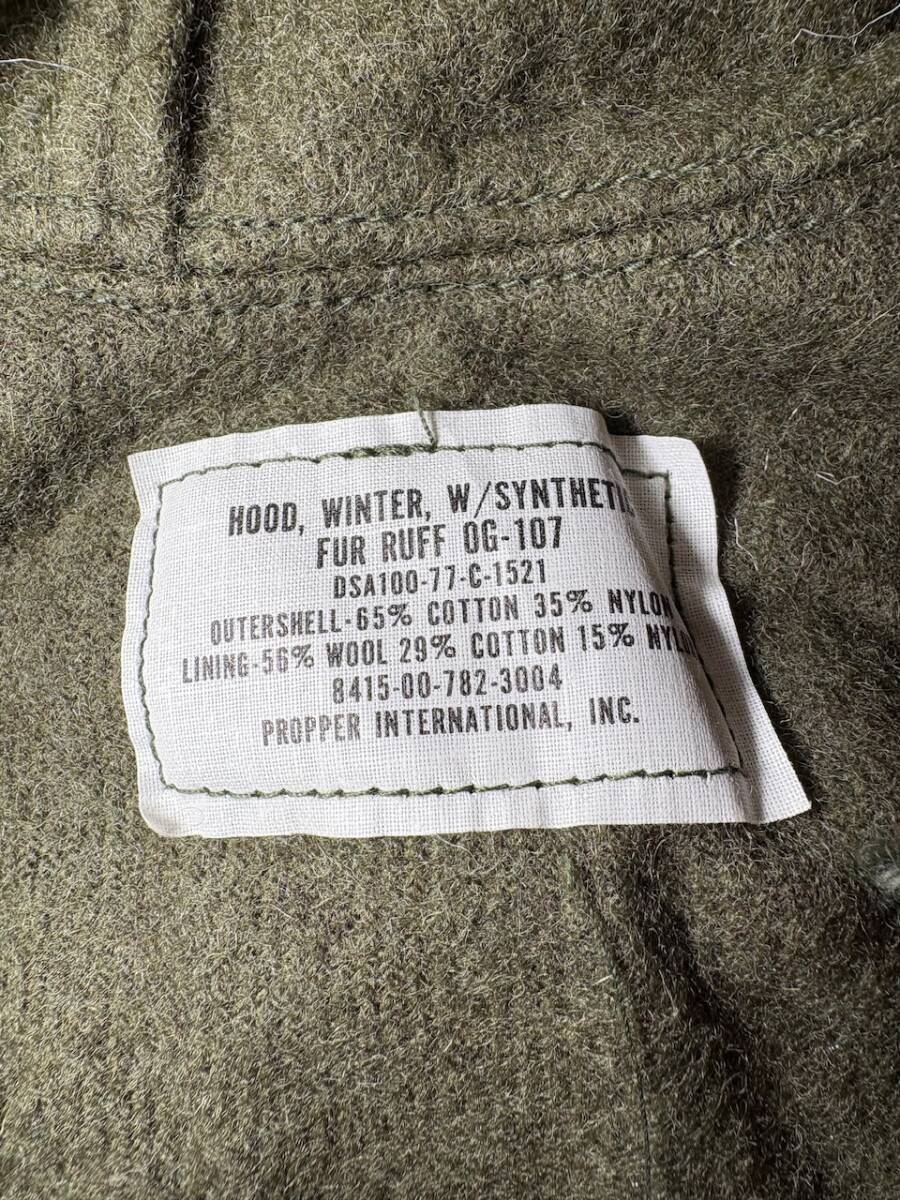 HOOD, WINTER, W/SYNTHETI
FUR RUFF OG-107
DSA100-77-C-1521
OUTERSHELL-65% COTTON 35% NYLON
LINING-56% WOOL 29% COTTON 15% NYLON
8415-00-782-3004
PROPPER INTERNATIONAL, INC.